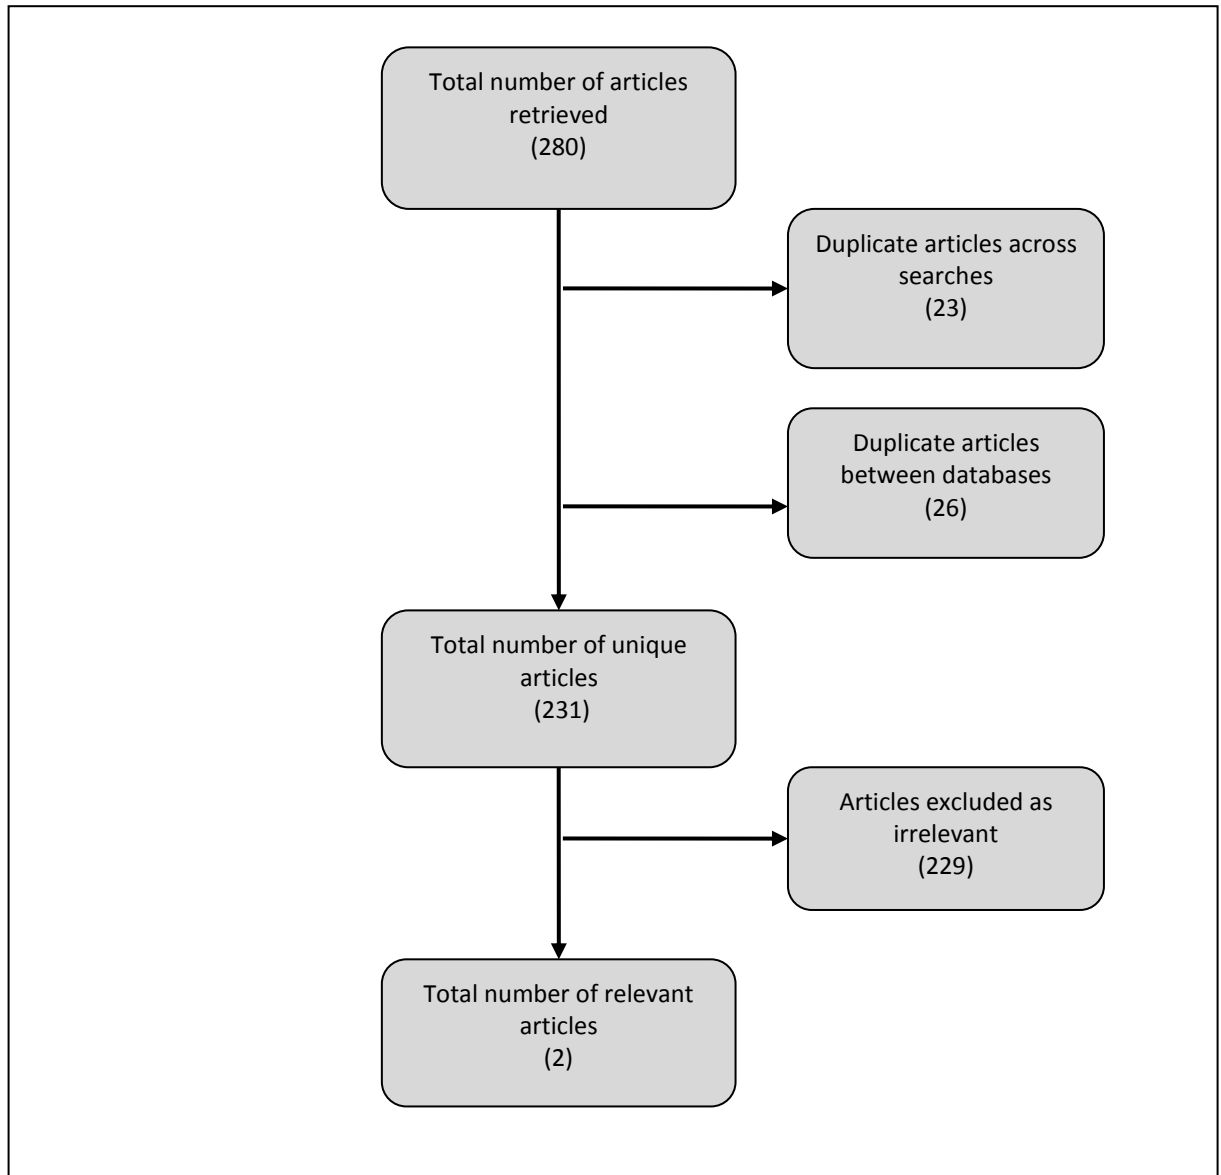 Total number of articles
retrieved
(280)
Duplicate articles across
searches
(23)
Duplicate articles
between databases
(26)
Total number of unique
articles
(231)
Articles excluded as
irrelevant
(229)
Total number of relevant
articles
(2)